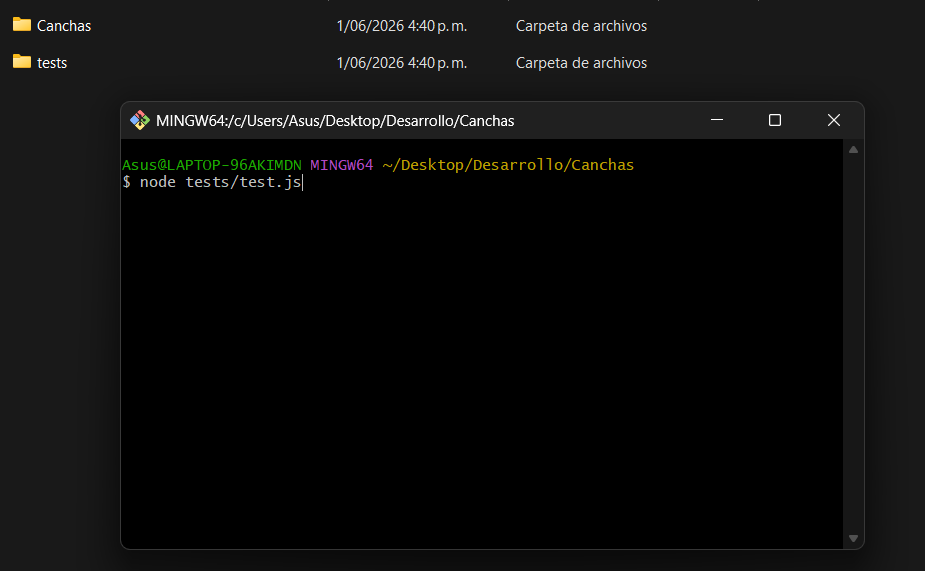 Canchas 1/06/2026 4:40 p. m. Carpeta de archivos
tests 1/06/2026 4:40 p. m. Carpeta de archivos
MINGW64:/c/Users/Asus/Desktop/Desarrollo/Canchas
Asus@LAPTOP-96AKIMDN MINGW64 ~/Desktop/Desarrollo/Canchas
$ node tests/test.js